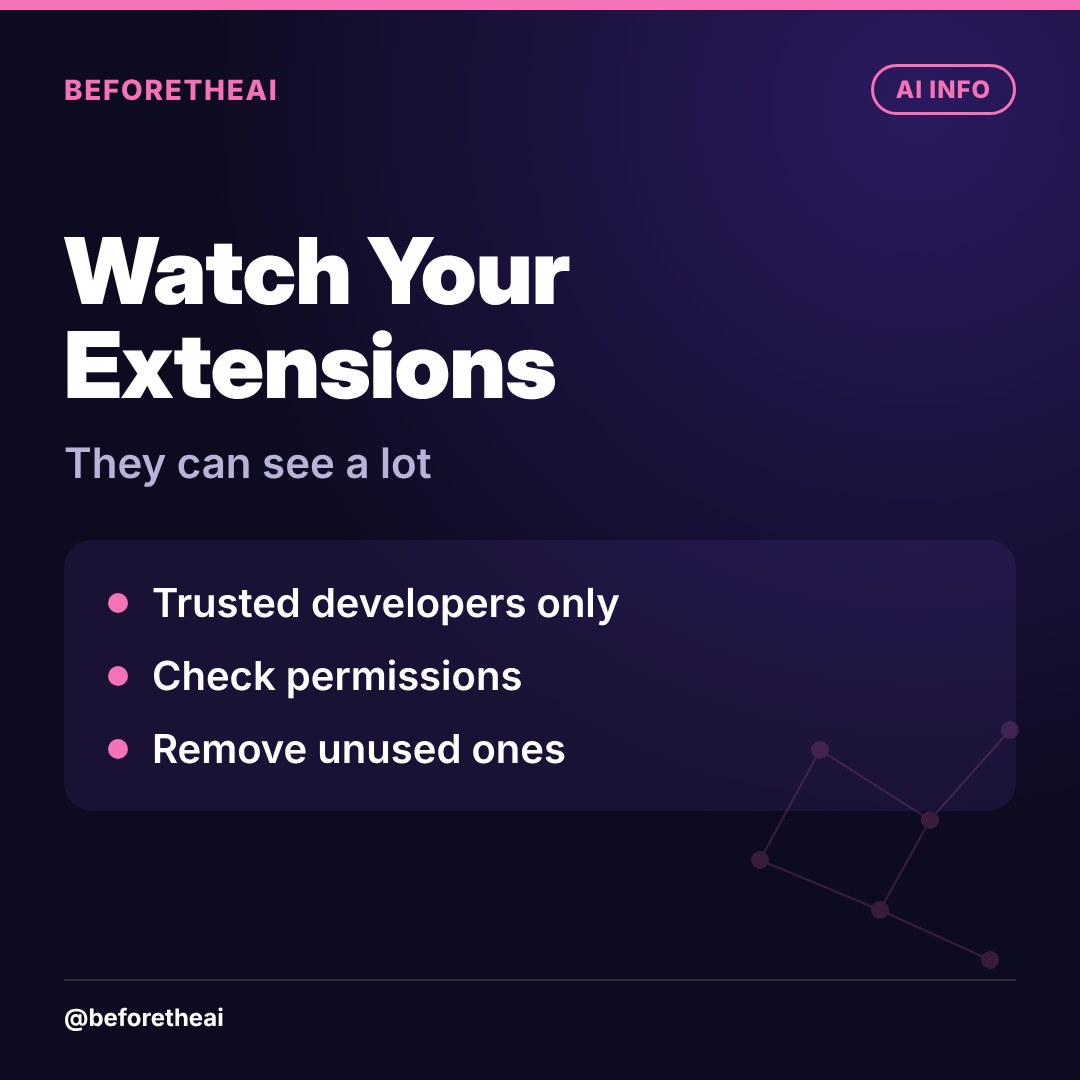 BEFORETHEAI
AI INFO
Watch Your
Extensions
They can see a lot
Trusted developers only
Check permissions
Remove unused ones
@beforetheai